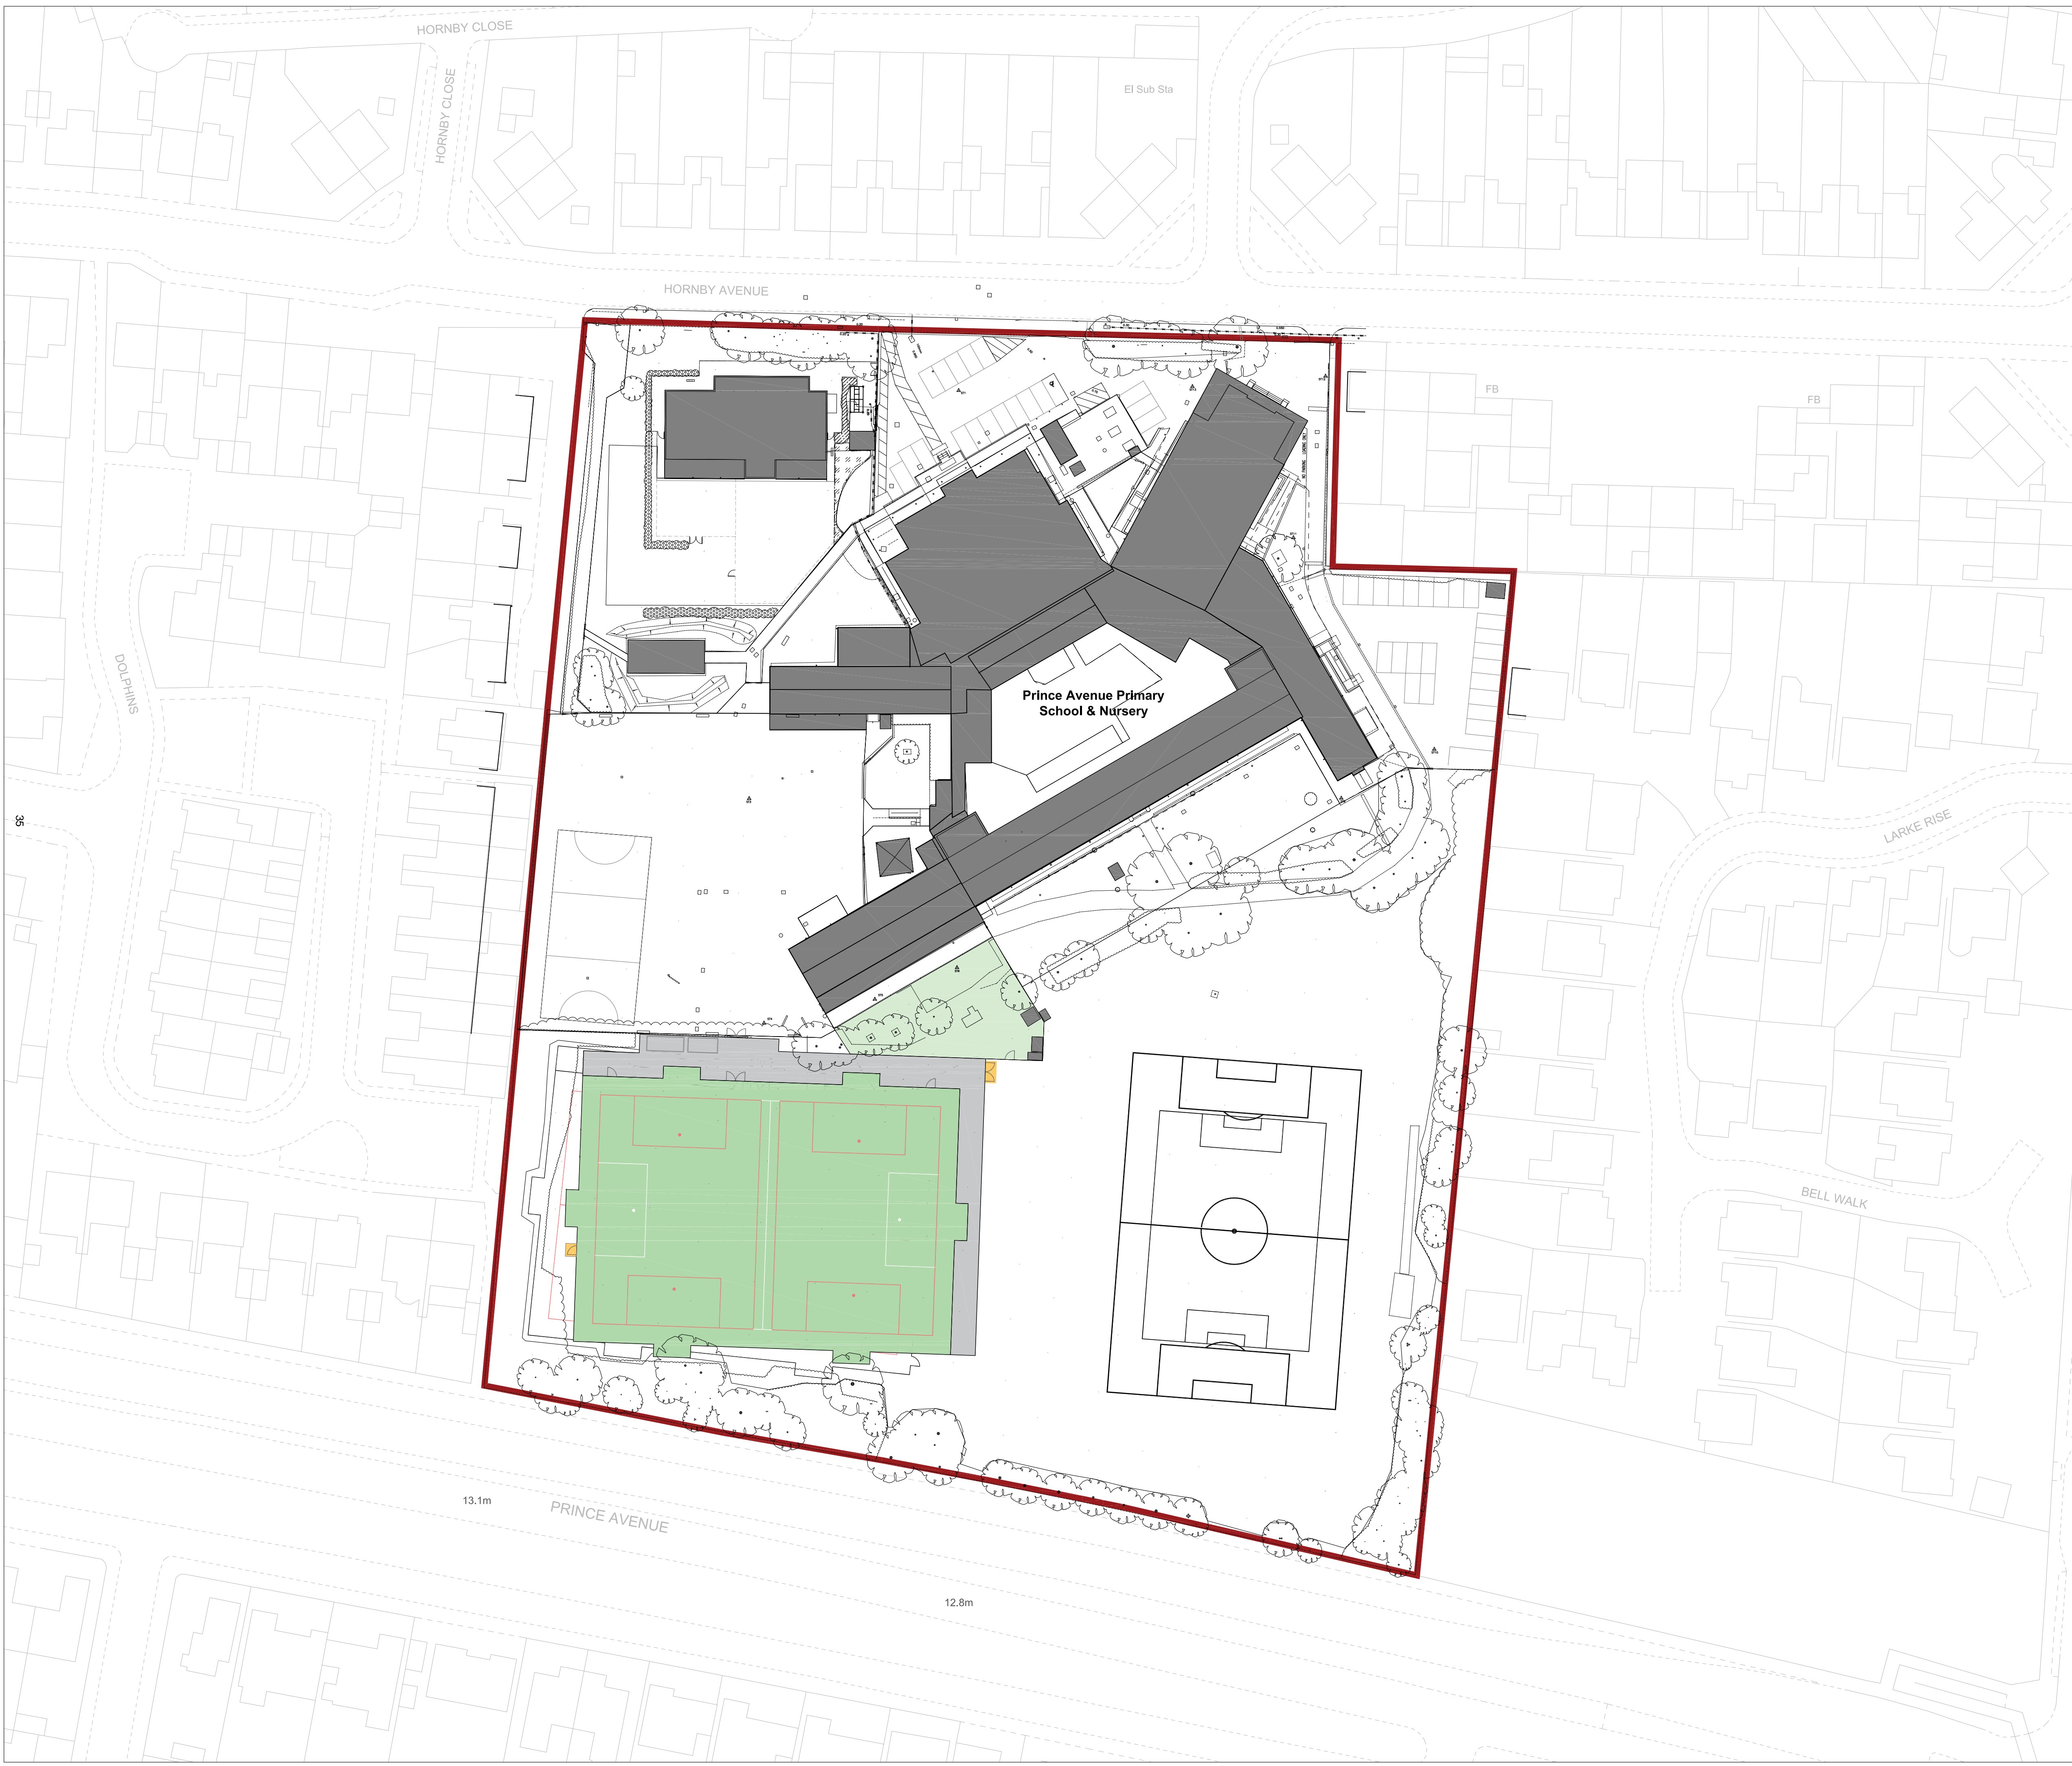 HORNBY CLOSE
HORNBY CLOSE
El Sub Sta
HORNBY AVENUE
FB
FB
DOLPHINS
Prince Avenue Primary
School & Nursery
35
LARKE RISE
BELL WALK
13.1m
PRINCE AVENUE
12.8m